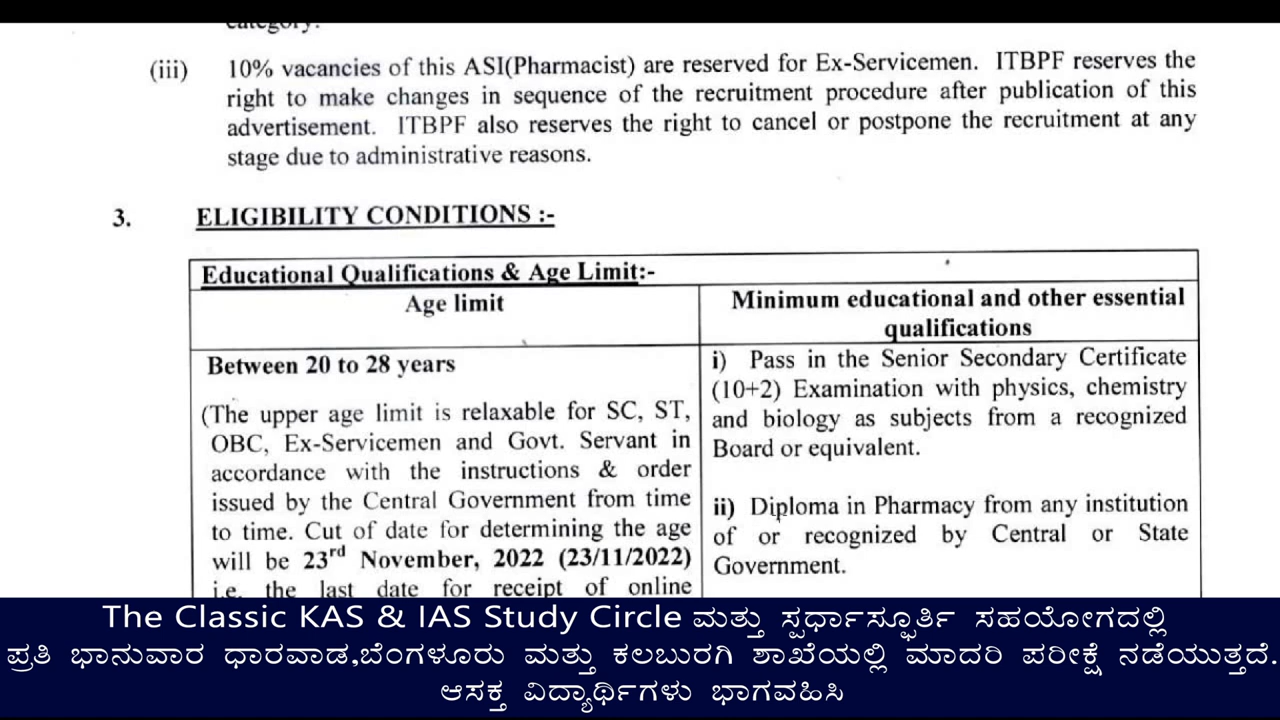 category.
(iii) 10% vacancies of this ASI(Pharmacist) are reserved for Ex-Servicemen. ITBPF reserves the
right to make changes in sequence of the recruitment procedure after publication of this
advertisement. ITBPF also reserves the right to cancel or postpone the recruitment at any
stage due to administrative reasons.
3. ELIGIBILITY CONDITIONS :-
Educational Qualifications & Age Limit:-
Age limit
Minimum educational and other essential
qualifications
Between 20 to 28 years
(The upper age limit is relaxable for SC, ST,
OBC, Ex-Servicemen and Govt. Servant in
accordance with the instructions & order
issued by the Central Government from time
to time. Cut of date for determining the age
will be 23rd November, 2022 (23/11/2022)
i.e. the last date for receipt of online
i) Pass in the Senior Secondary Certificate
(10+2) Examination with physics, chemistry
and biology as subjects from a recognized
Board or equivalent.
ii) Diploma in Pharmacy from any institution
of or recognized by Central or State
Government.
The Classic KAS & IAS Study Circle ಮತ್ತು ಸ್ಪರ್ಧಾಸ್ಫೂರ್ತಿ ಸಹಯೋಗದಲ್ಲಿ
ಪ್ರತಿ ಭಾನುವಾರ ಧಾರವಾಡ,ಬೆಂಗಳೂರು ಮತ್ತು ಕಲಬುರಗಿ ಶಾಖೆಯಲ್ಲಿ ಮಾದರಿ ಪರೀಕ್ಷೆ ನಡೆಯುತ್ತದೆ.
ಆಸಕ್ತ ವಿದ್ಯಾರ್ಥಿಗಳು ಭಾಗವಹಿಸಿ